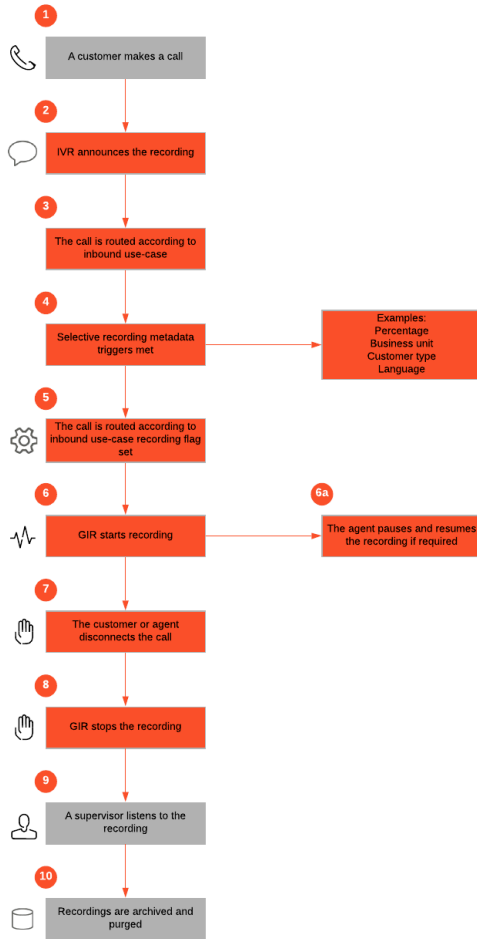 1
A customer makes a call
2
IVR announces the recording
3
The call is routed according to
inbound use-case
4
Selective recording metadata
triggers met
Examples:
Percentage
Business unit
Customer type
Language
5
The call is routed according to
inbound use-case recording flag
set
6
GIR starts recording
6a
The agent pauses and resumes
the recording if required
7
The customer or agent
disconnects the call
8
GIR stops the recording
9
A supervisor listens to the
recording
10
Recordings are archived and
purged